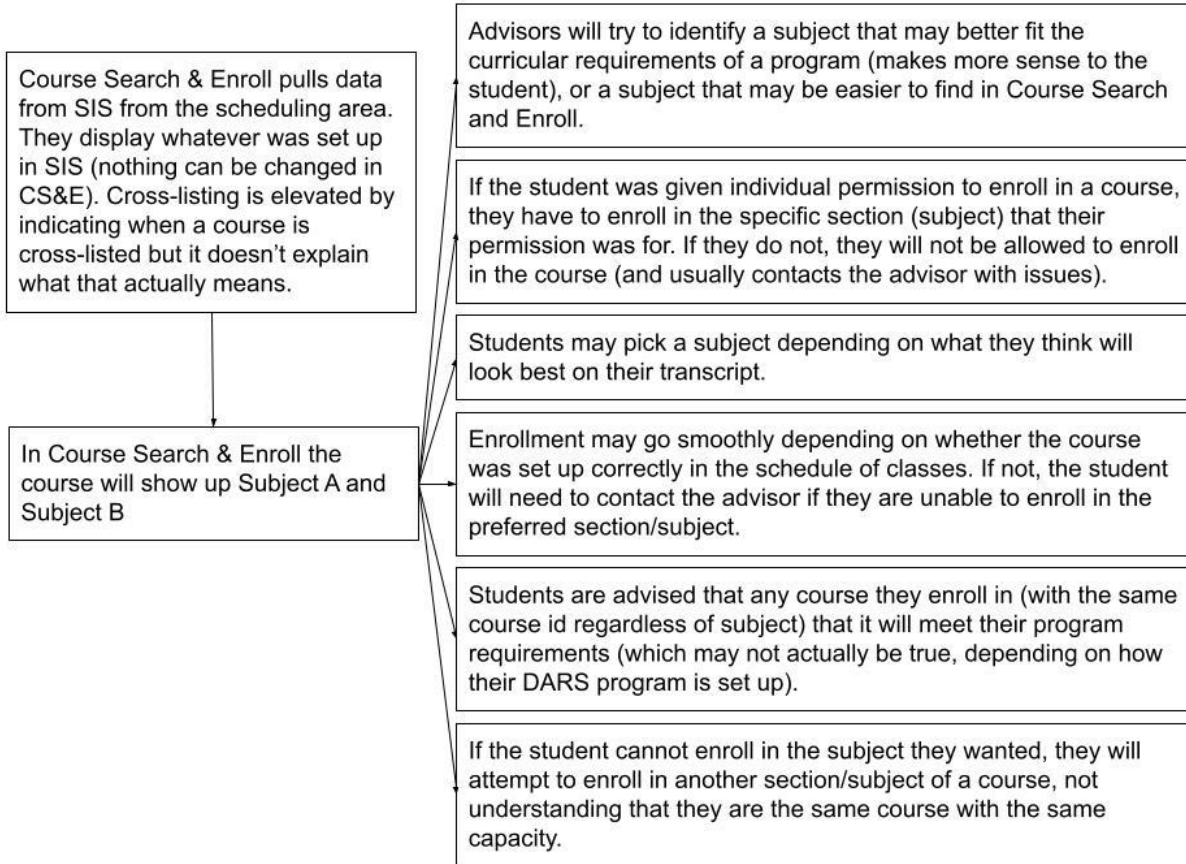 Course Search & Enroll pulls data
from SIS from the scheduling area.
They display whatever was set up
in SIS (nothing can be changed in
CS&E). Cross-listing is elevated by
indicating when a course is
cross-listed but it doesn’t explain
what that actually means.
In Course Search & Enroll the
course will show up Subject A and
Subject B
Advisors will try to identify a subject that may better fit the
curricular requirements of a program (makes more sense to the
student), or a subject that may be easier to find in Course Search
and Enroll.
If the student was given individual permission to enroll in a course,
they have to enroll in the specific section (subject) that their
permission was for. If they do not, they will not be allowed to enroll
in the course (and usually contacts the advisor with issues).
Students may pick a subject depending on what they think will
look best on their transcript.
Enrollment may go smoothly depending on whether the course
was set up correctly in the schedule of classes. If not, the student
will need to contact the advisor if they are unable to enroll in the
preferred section/subject.
Students are advised that any course they enroll in (with the same
course id regardless of subject) that it will meet their program
requirements (which may not actually be true, depending on how
their DARS program is set up).
If the student cannot enroll in the subject they wanted, they will
attempt to enroll in another section/subject of a course, not
understanding that they are the same course with the same
capacity.